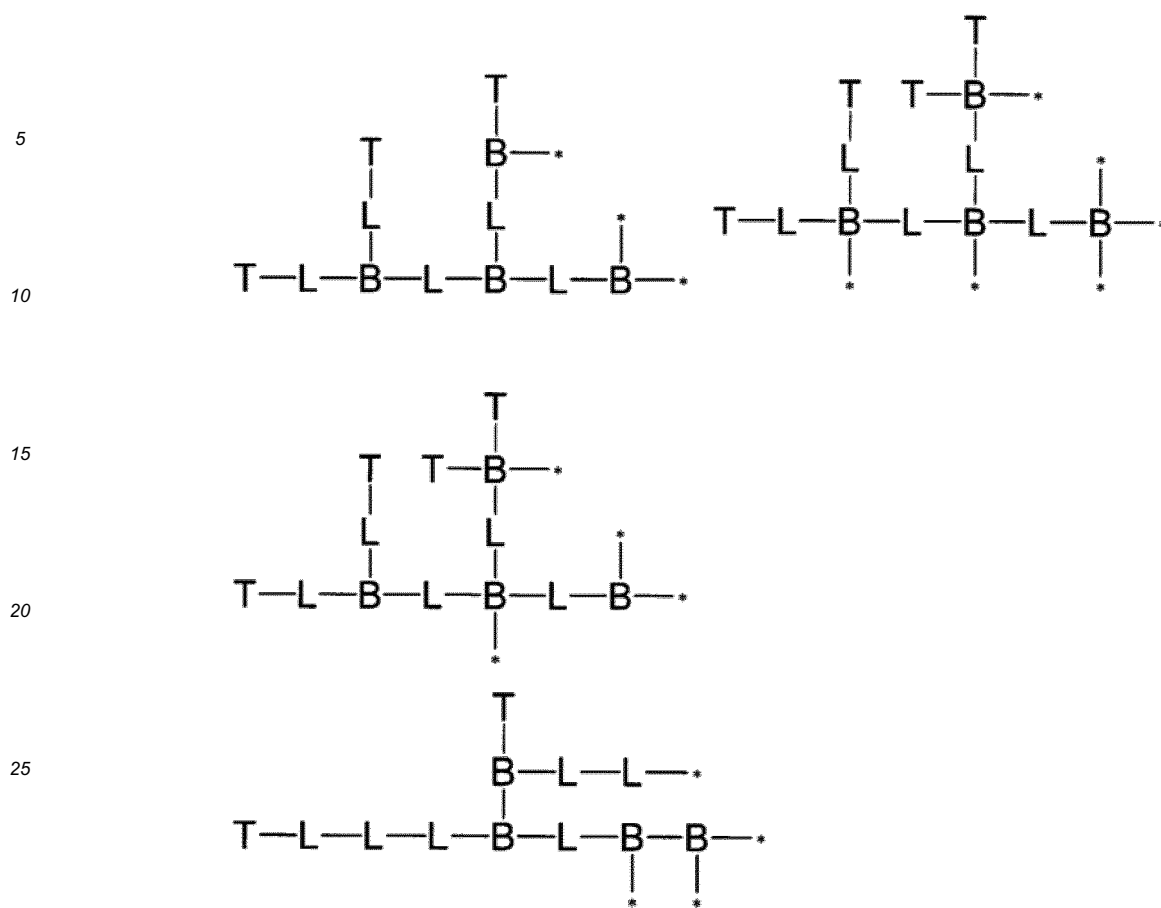 T
5
T B — *
L L *
T — L — B — L — B — L — B — *
10
T
T T — B — *
L L *
T — L — B — L — B — L — B — *
* * *
T
15
T T — B — *
L L *
T — L — B — L — B — L — B — *
20
*
T
25
B — L — L — *
T — L — L — L — B — L — B — B — *
* *